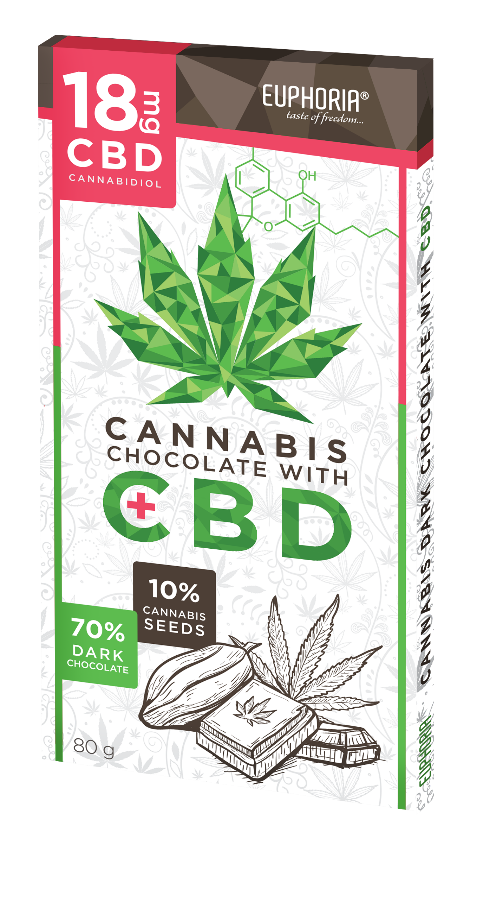 18 mg
CBD
CANNABIDIOL
EUPHORIA®
taste of freedom...
OH
O
CANNABIS
CHOCOLATE WITH
CBD
10%
CANNABIS
SEEDS
70%
DARK
CHOCOLATE
80 g
CANNABIS DARK CHOCOLATE WITH CBD
EUPHORIA